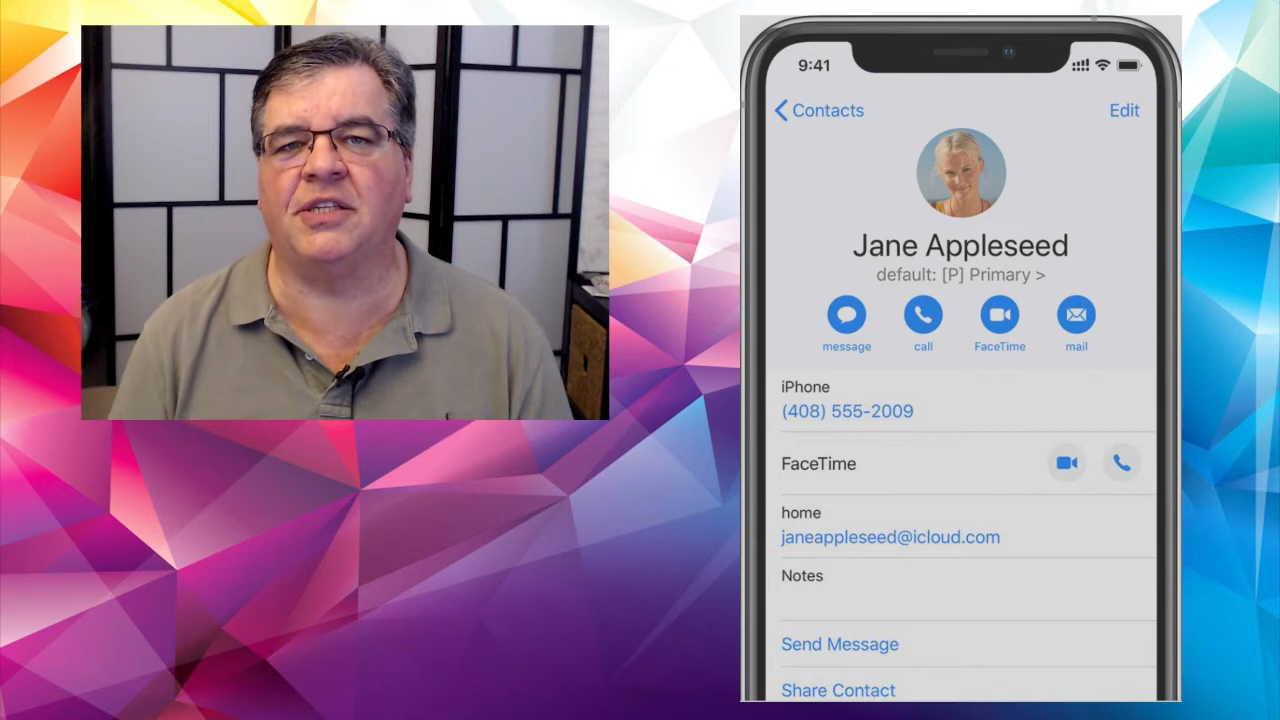 9:41
Contacts
Edit
Jane Appleseed
default: [P] Primary >
message
call
FaceTime
mail
iPhone
(408) 555-2009
FaceTime
home
janeappleseed@icloud.com
Notes
Send Message
Share Contact